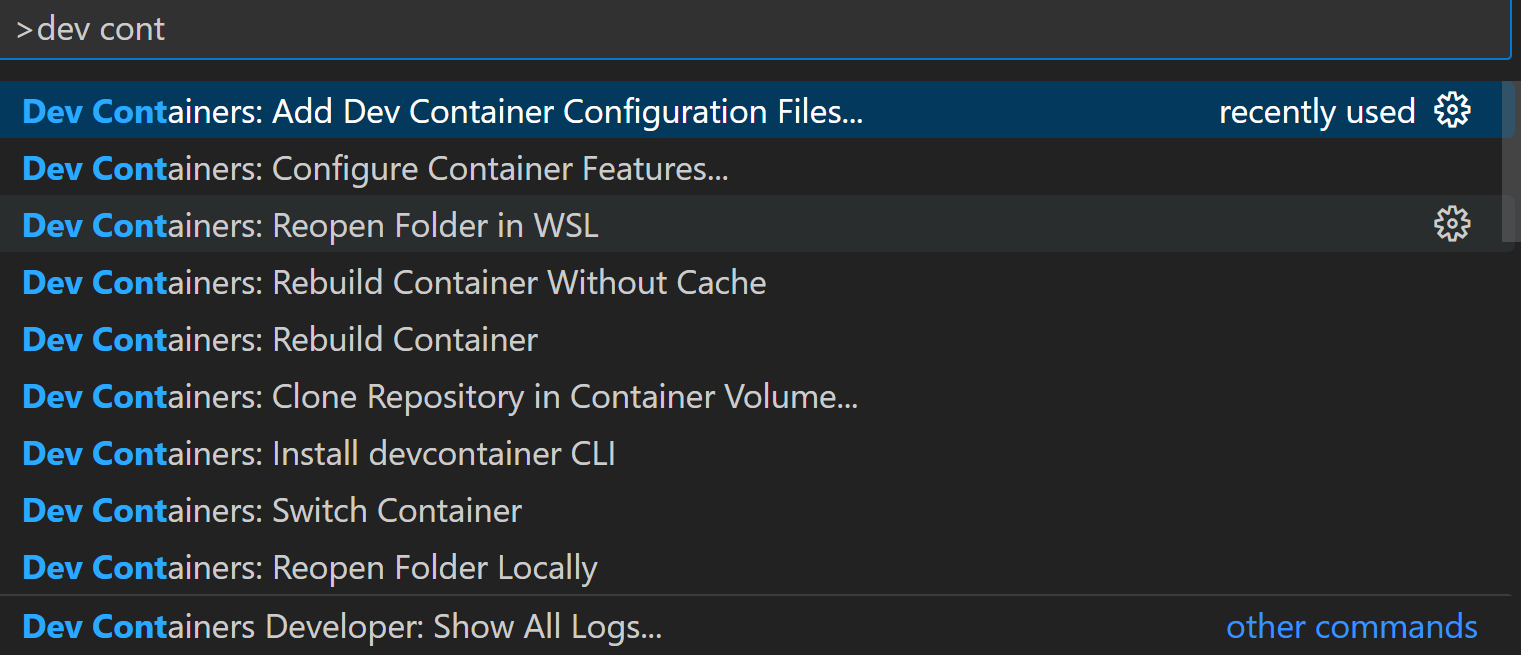 >dev cont
Dev Containers: Add Dev Container Configuration Files... recently used
Dev Containers: Configure Container Features...
Dev Containers: Reopen Folder in WSL
Dev Containers: Rebuild Container Without Cache
Dev Containers: Rebuild Container
Dev Containers: Clone Repository in Container Volume...
Dev Containers: Install devcontainer CLI
Dev Containers: Switch Container
Dev Containers: Reopen Folder Locally
Dev Containers Developer: Show All Logs... other commands